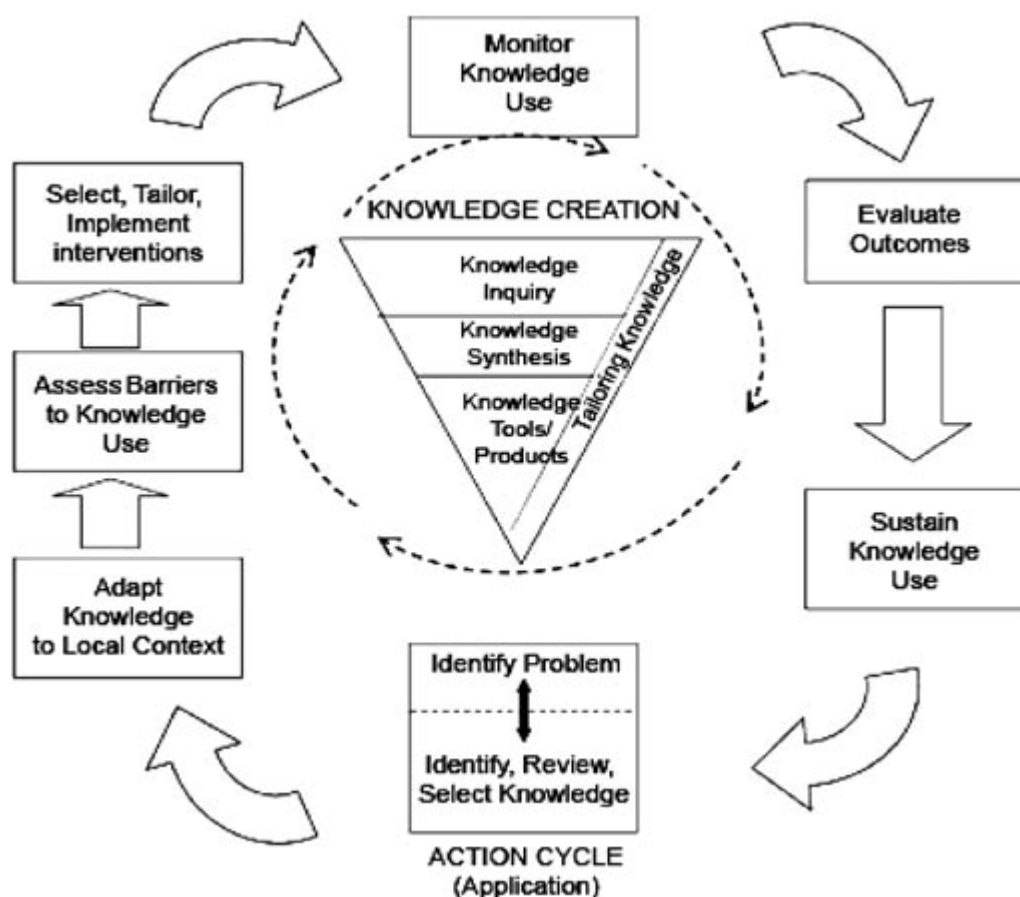 Monitor
Knowledge
Use
Select, Tailor,
Implement
interventions
Evaluate
Outcomes
KNOWLEDGE CREATION
Knowledge
Inquiry
Knowledge
Synthesis
Knowledge
Tools/
Products
Tailoring Knowledge
Assess Barriers
to Knowledge
Use
Sustain
Knowledge
Use
Adapt
Knowledge
to Local Context
Identify Problem
Identify, Review,
Select Knowledge
ACTION CYCLE
(Application)